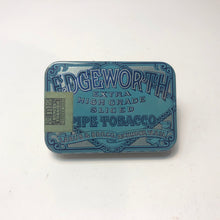 EDGEWORTH
EXTRA
HIGH GRADE
SLICED
PIPE TOBACCO